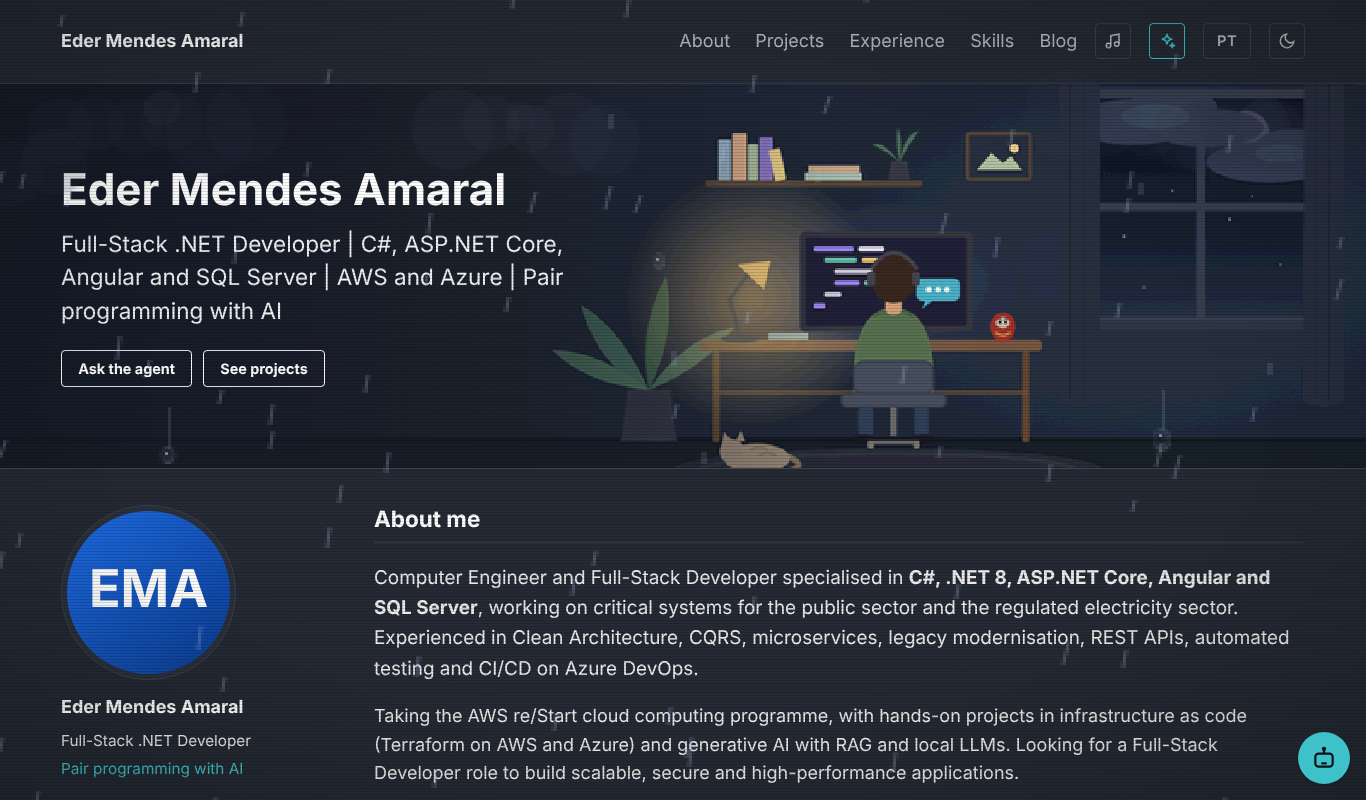 Eder Mendes Amaral
About
Projects
Experience
Skills
Blog
PT
Eder Mendes Amaral
Full-Stack .NET Developer | C#, ASP.NET Core,
Angular and SQL Server | AWS and Azure | Pair
programming with AI
Ask the agent
See projects
EMA
Eder Mendes Amaral
Full-Stack .NET Developer
Pair programming with AI
About me
Computer Engineer and Full-Stack Developer specialised in C#, .NET 8, ASP.NET Core, Angular and
SQL Server, working on critical systems for the public sector and the regulated electricity sector.
Experienced in Clean Architecture, CQRS, microservices, legacy modernisation, REST APIs, automated
testing and CI/CD on Azure DevOps.
Taking the AWS re/Start cloud computing programme, with hands-on projects in infrastructure as code
(Terraform on AWS and Azure) and generative AI with RAG and local LLMs. Looking for a Full-Stack
Developer role to build scalable, secure and high-performance applications.